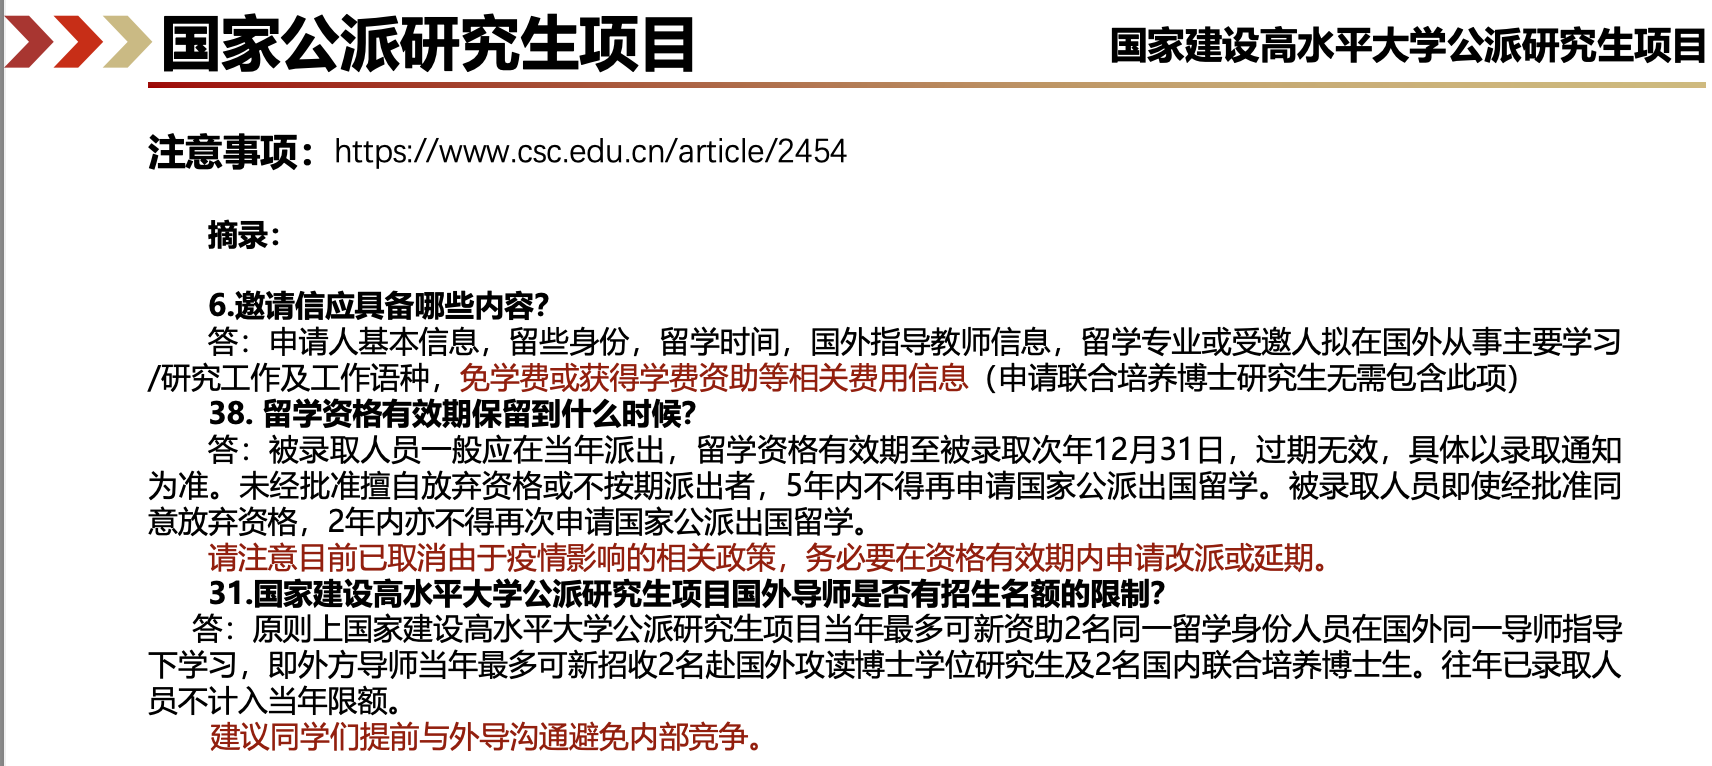 国家公派研究生项目
国家建设高水平大学公派研究生项目
注意事项：https://www.csc.edu.cn/article/2454
摘录：
6.邀请信应具备哪些内容？
答：申请人基本信息，留些身份，留学时间，国外指导教师信息，留学专业或受邀人拟在国外从事主要学习
/研究工作及工作语种，免学费或获得学费资助等相关费用信息（申请联合培养博士研究生无需包含此项）
38. 留学资格有效期保留到什么时候？
答：被录取人员一般应在当年派出，留学资格有效期至被录取次年12月31日，过期无效，具体以录取通知
为准。未经批准擅自放弃资格或不按期派出者，5年内不得再申请国家公派出国留学。被录取人员即使经批准同
意放弃资格，2年内亦不得再次申请国家公派出国留学。
请注意目前已取消由于疫情影响的相关政策，务必要在资格有效期内申请改派或延期。
31.国家建设高水平大学公派研究生项目国外导师是否有招生名额的限制？
答：原则上国家建设高水平大学公派研究生项目当年最多可新资助2名同一留学身份人员在国外同一导师指导
下学习，即外方导师当年最多可新招收2名赴国外攻读博士学位研究生及2名国内联合培养博士生。往年已录取人
员不计入当年限额。
建议同学们提前与外导沟通避免内部竞争。